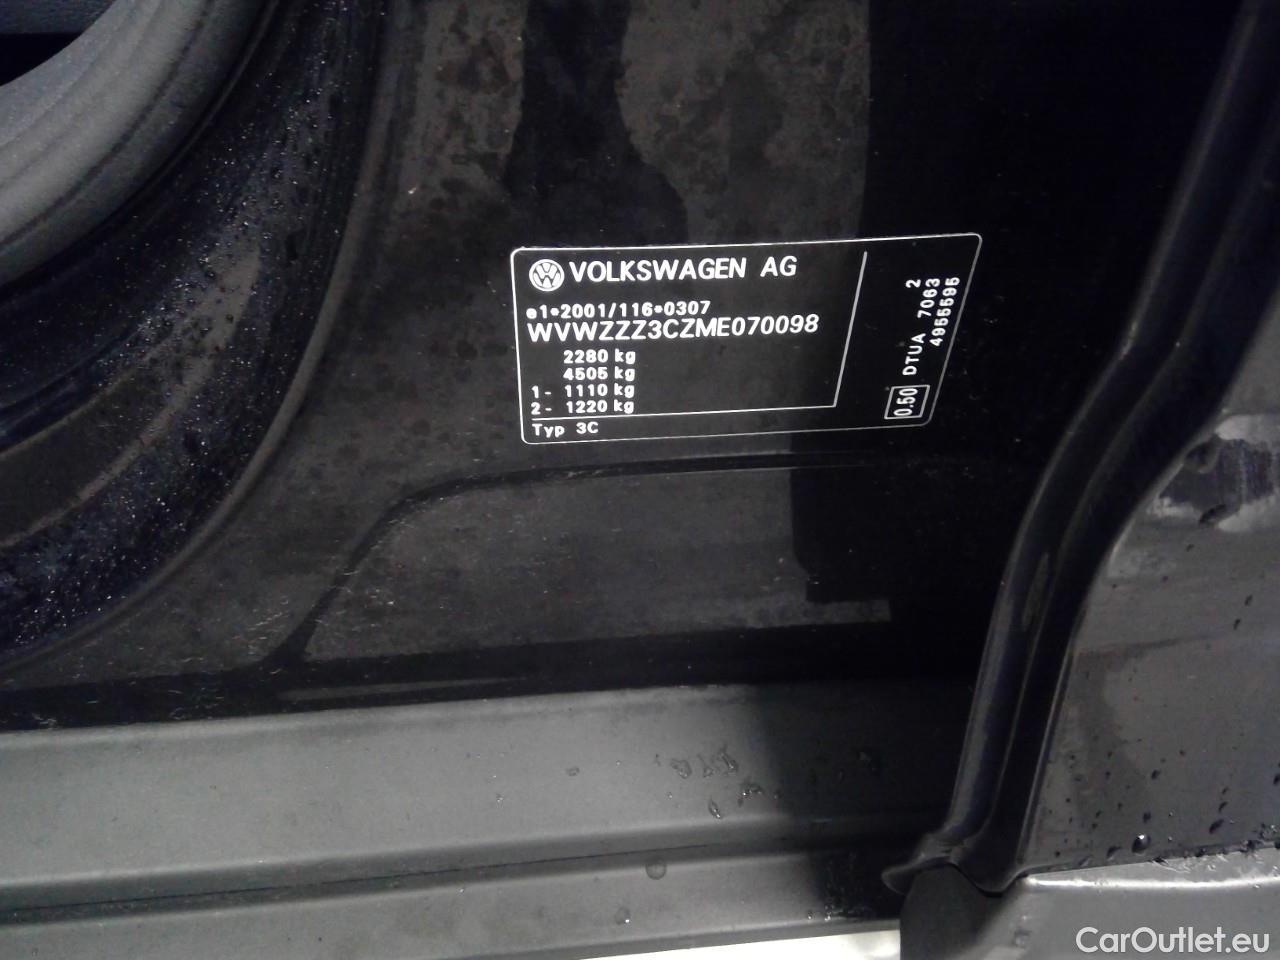 VOLKSWAGEN AG
e1*2001/116*0307
WVWZZZ3CZME070098
2280 kg
4505 kg
1- 1110 kg
2- 1220 kg
Typ 3C
2
0.50 DTUA 7063
4955595
CarOutlet.eu